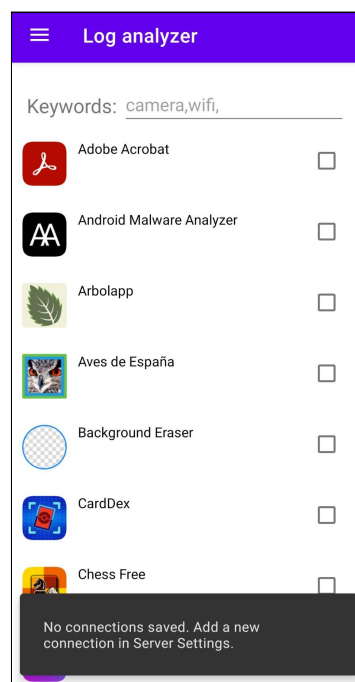 Log analyzer
Keywords: camera,wifi,
Adobe Acrobat
Android Malware Analyzer
Arbolapp
Aves de España
Background Eraser
CardDex
Chess Free
No connections saved. Add a new
connection in Server Settings.